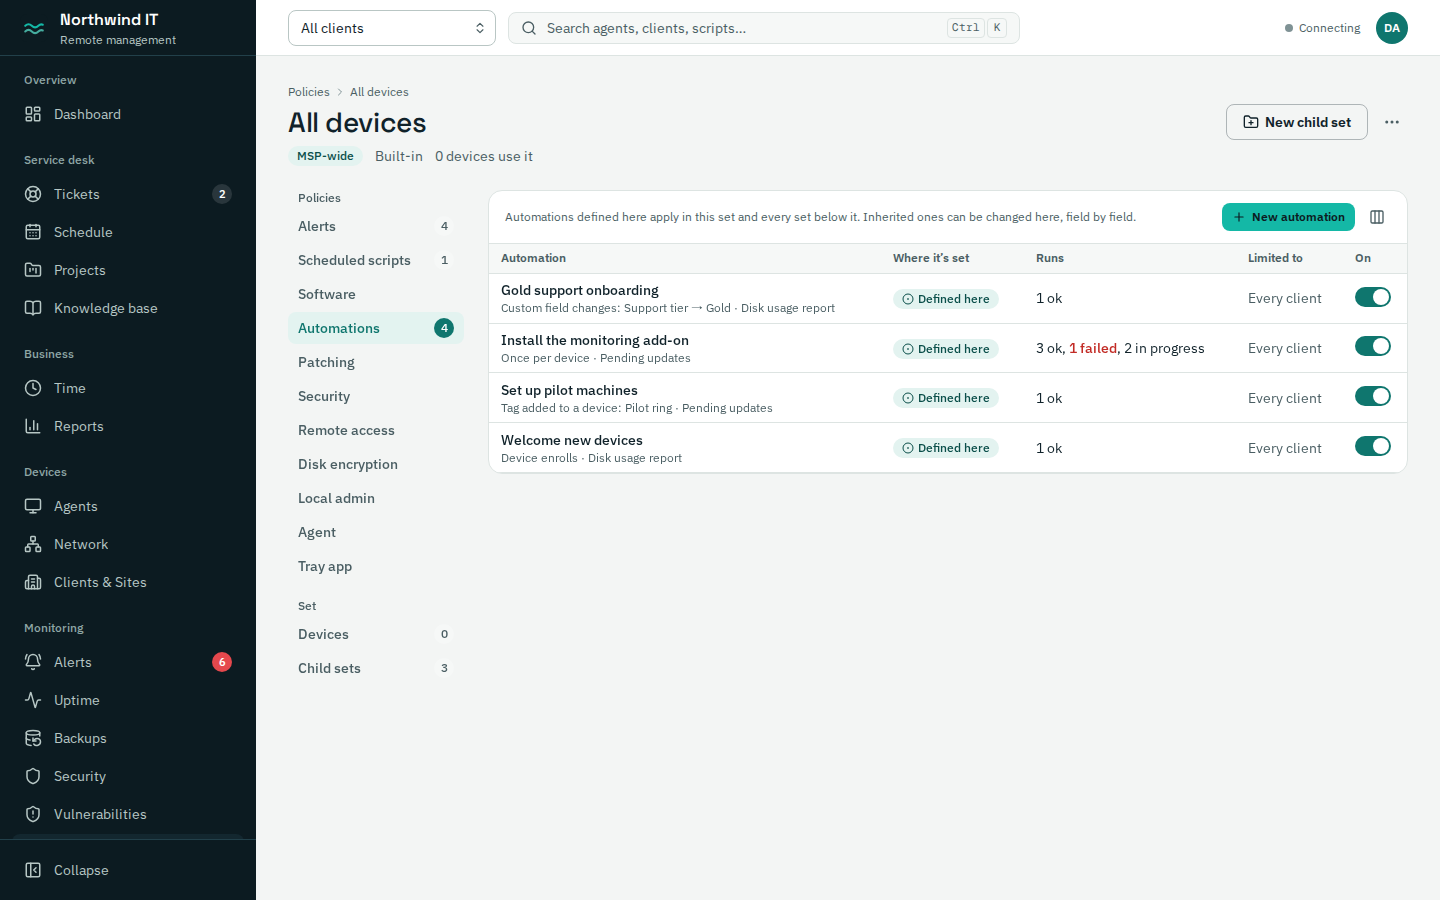 Northwind IT
Remote management
Overview
Dashboard
Service desk
Tickets 2
Schedule
Projects
Knowledge base
Business
Time
Reports
Devices
Agents
Network
Clients & Sites
Monitoring
Alerts 6
Uptime
Backups
Security
Vulnerabilities
Collapse
All clients
Search agents, clients, scripts... Ctrl K
Connecting
DA
Policies All devices
All devices
MSP-wide Built-in 0 devices use it
New child set
Policies
Alerts 4
Scheduled scripts 1
Software
Automations 4
Patching
Security
Remote access
Disk encryption
Local admin
Agent
Tray app
Set
Devices 0
Child sets 3
Automations defined here apply in this set and every set below it. Inherited ones can be changed here, field by field.
New automation
Automation Where it's set Runs Limited to On
Gold support onboarding
Custom field changes: Support tier → Gold · Disk usage report
Defined here 1 ok Every client
Install the monitoring add-on
Once per device · Pending updates
Defined here 3 ok, 1 failed, 2 in progress Every client
Set up pilot machines
Tag added to a device: Pilot ring · Pending updates
Defined here 1 ok Every client
Welcome new devices
Device enrolls · Disk usage report
Defined here 1 ok Every client